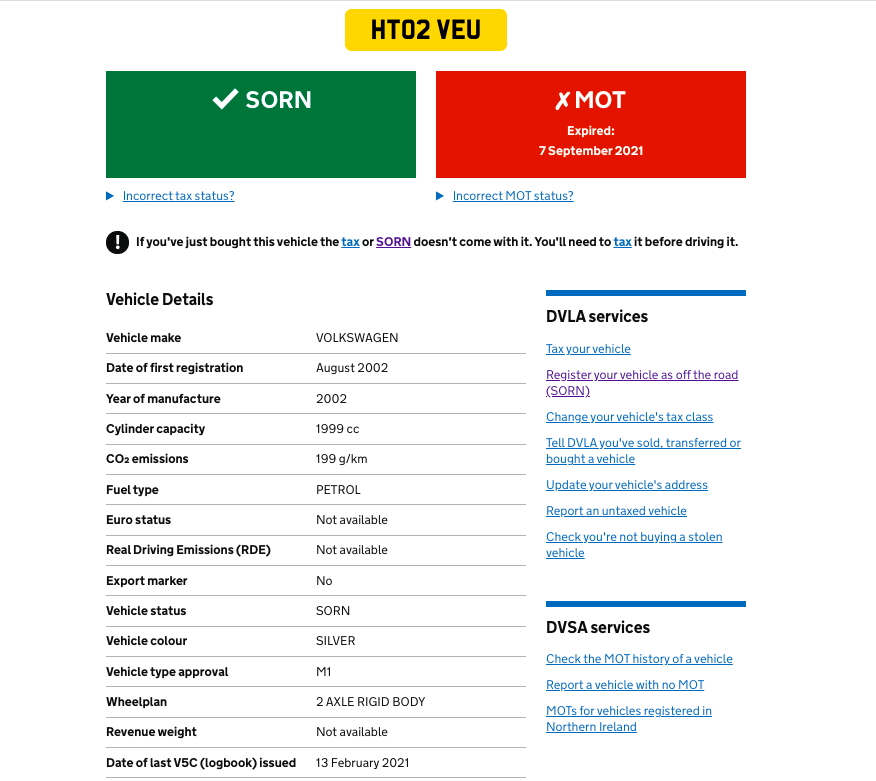 HT02 VEU
✓ SORN
✗ MOT
Expired:
7 September 2021
Incorrect tax status?
Incorrect MOT status?
If you've just bought this vehicle the tax or SORN doesn't come with it. You'll need to tax it before driving it.
Vehicle Details
Vehicle make VOLKSWAGEN
Date of first registration August 2002
Year of manufacture 2002
Cylinder capacity 1999 cc
CO₂ emissions 199 g/km
Fuel type PETROL
Euro status Not available
Real Driving Emissions (RDE) Not available
Export marker No
Vehicle status SORN
Vehicle colour SILVER
Vehicle type approval M1
Wheelplan 2 AXLE RIGID BODY
Revenue weight Not available
Date of last V5C (logbook) issued 13 February 2021
DVLA services
Tax your vehicle
Register your vehicle as off the road
(SORN)
Change your vehicle's tax class
Tell DVLA you've sold, transferred or
bought a vehicle
Update your vehicle's address
Report an untaxed vehicle
Check you're not buying a stolen
vehicle
DVSA services
Check the MOT history of a vehicle
Report a vehicle with no MOT
MOTs for vehicles registered in
Northern Ireland